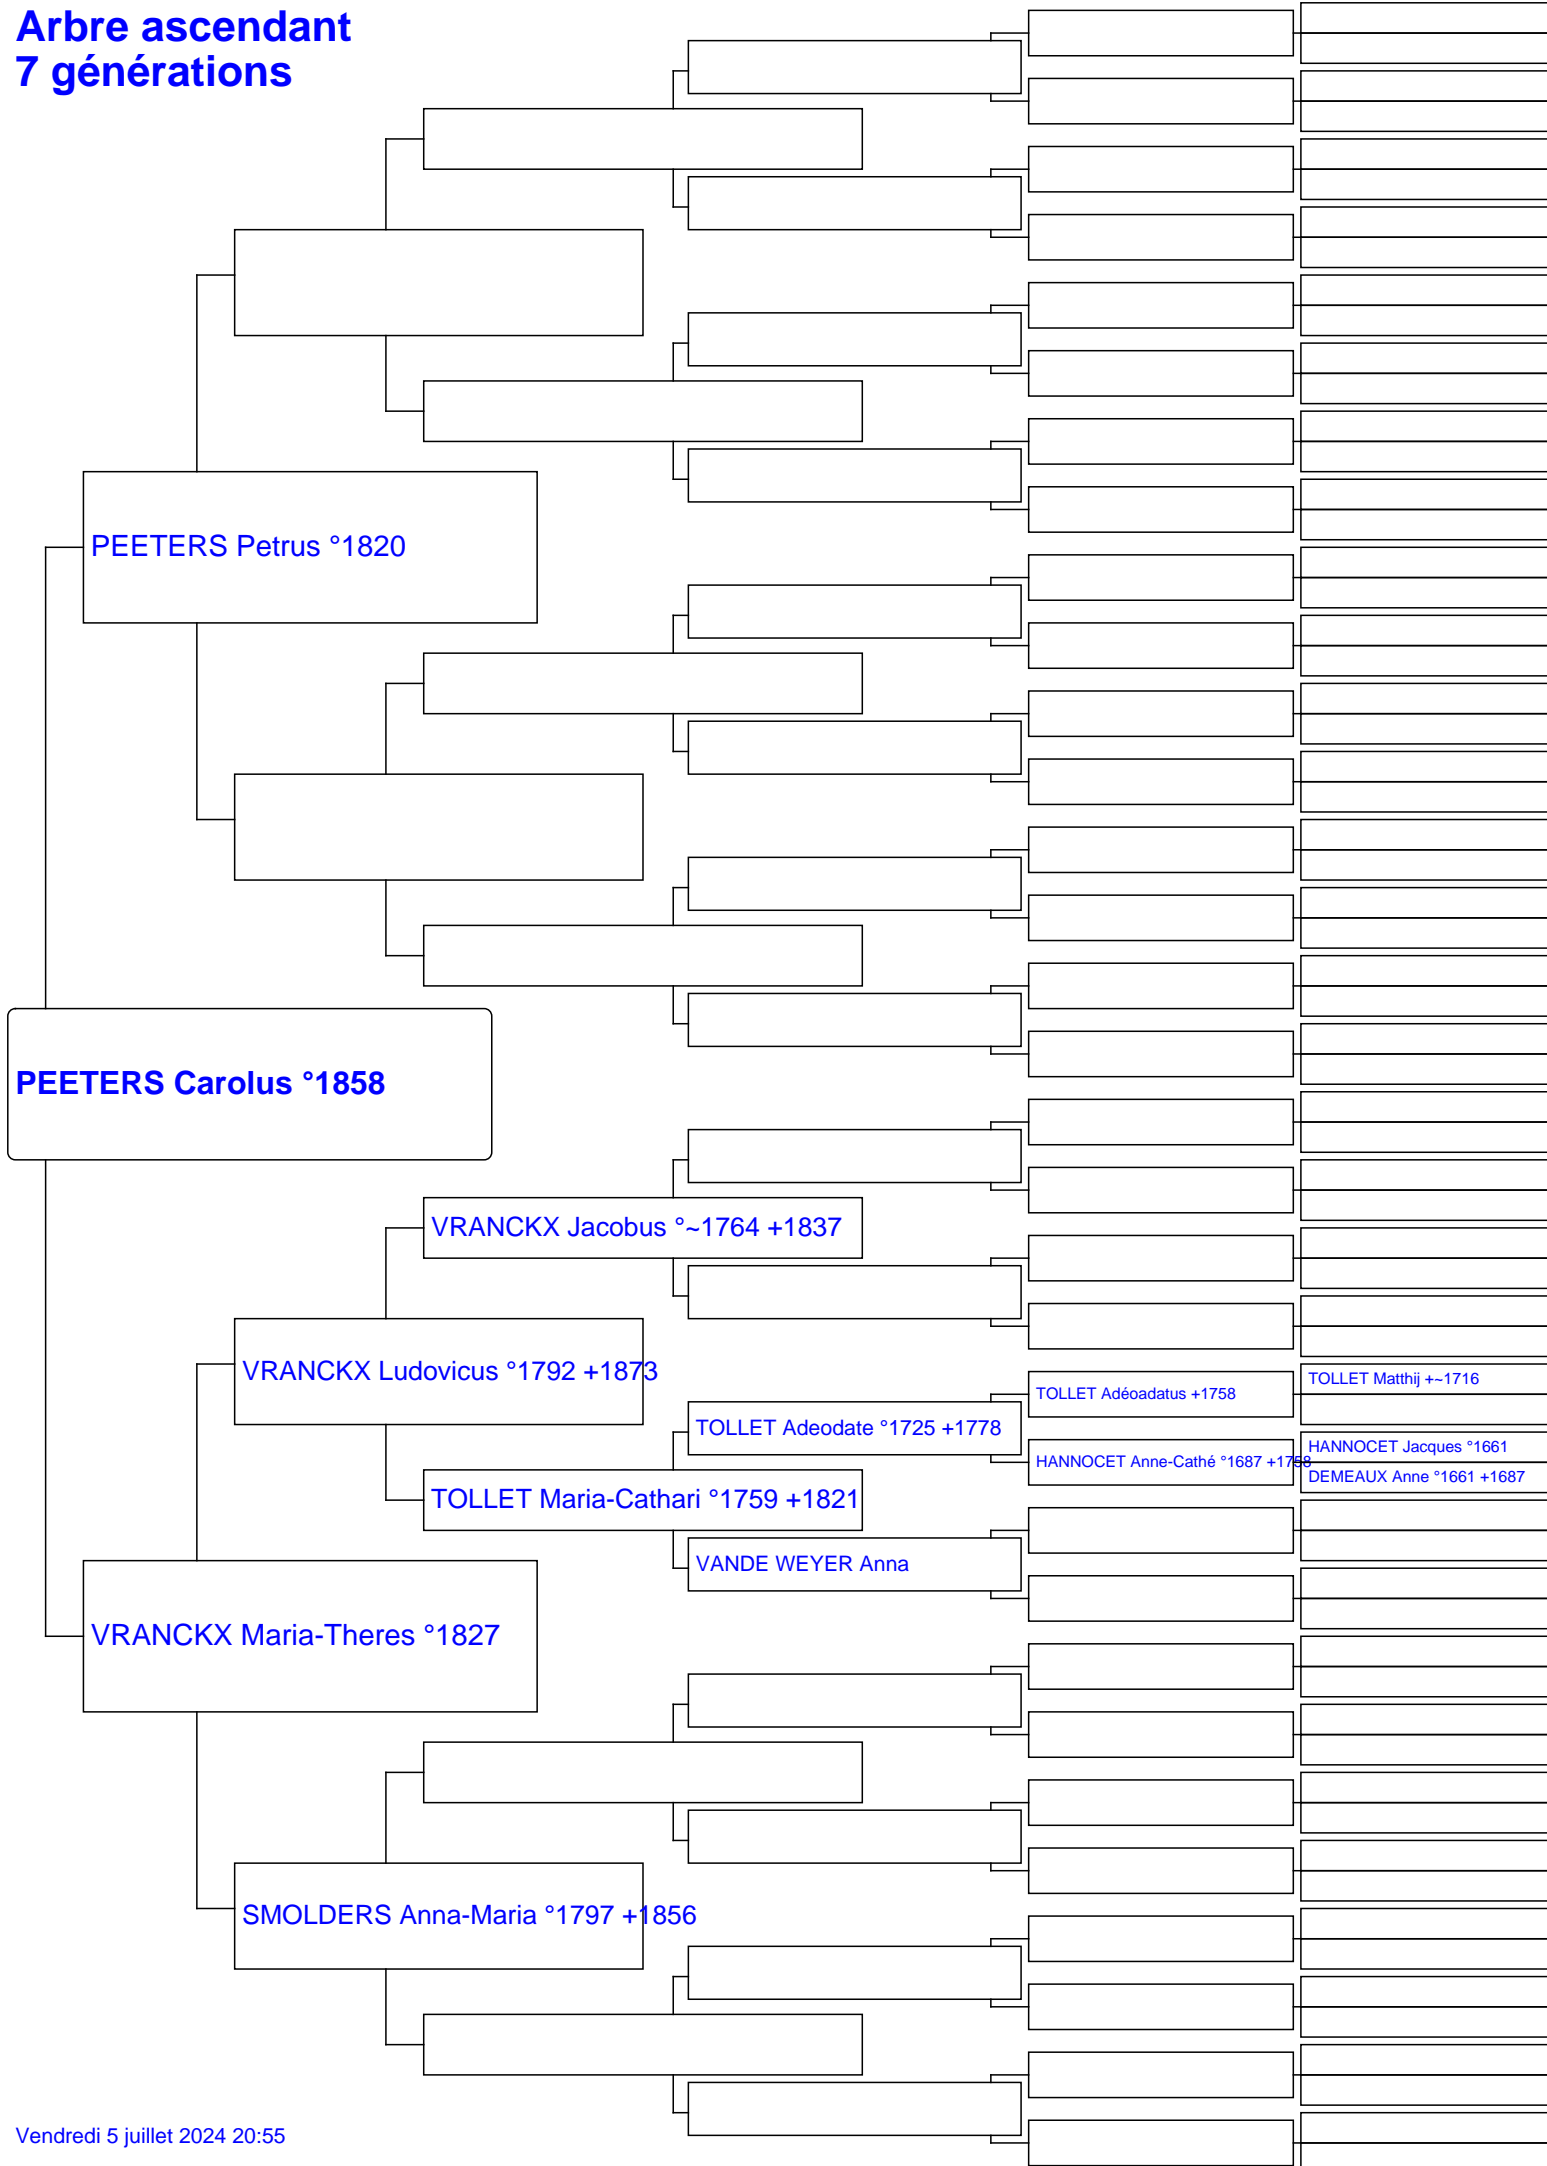 Arbre ascendant
7 générations
PEETERS Petrus °1820
PEETERS Carolus °1858
VRANCKX Jacobus °~1764 +1837
VRANCKX Ludovicus °1792 +1873
TOLLET Matthij +~1716
TOLLET Adéoadatus +1758
TOLLET Adeodate °1725 +1778
HANNOCET Jacques °1661
HANNOCET Anne-Cathé °1687 +1758
DEMEAUX Anne °1661 +1687
TOLLET Maria-Cathari °1759 +1821
VANDE WEYER Anna
VRANCKX Maria-Theres °1827
SMOLDERS Anna-Maria °1797 +1856
Vendredi 5 juillet 2024 20:55